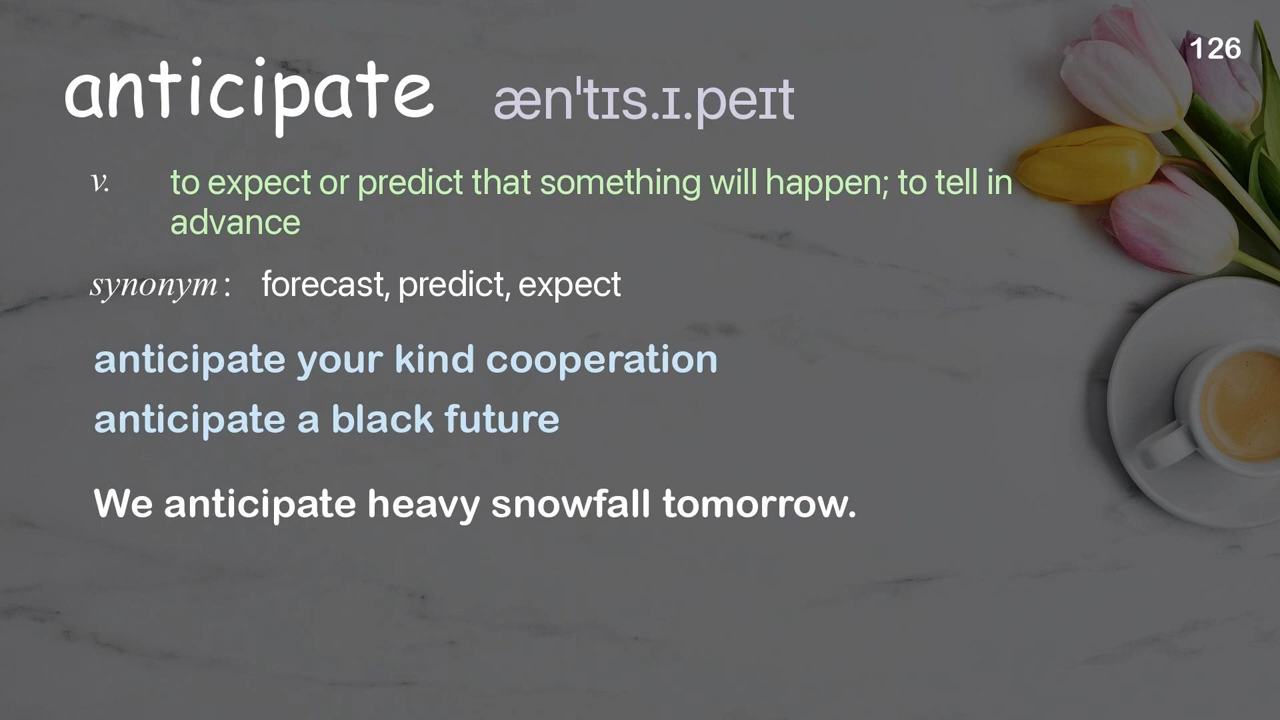 126
anticipate æn'tɪs.ɪ.peɪt
v. to expect or predict that something will happen; to tell in
advance
synonym: forecast, predict, expect
anticipate your kind cooperation
anticipate a black future
We anticipate heavy snowfall tomorrow.